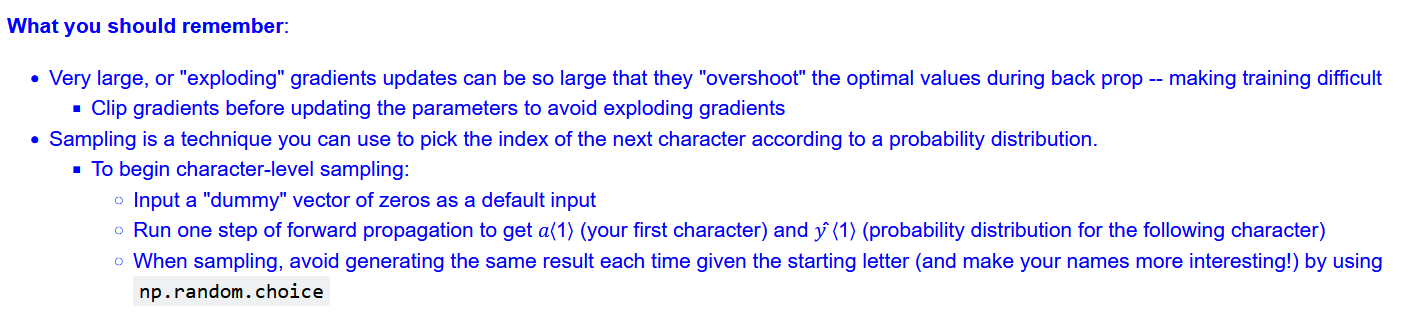 What you should remember:
• Very large, or "exploding" gradients updates can be so large that they "overshoot" the optimal values during back prop -- making training difficult
▪ Clip gradients before updating the parameters to avoid exploding gradients
• Sampling is a technique you can use to pick the index of the next character according to a probability distribution.
▪ To begin character-level sampling:
○ Input a "dummy" vector of zeros as a default input
○ Run one step of forward propagation to get 𝑎⟨1⟩ (your first character) and 𝑦̂⟨1⟩ (probability distribution for the following character)
○ When sampling, avoid generating the same result each time given the starting letter (and make your names more interesting!) by using
np.random.choice